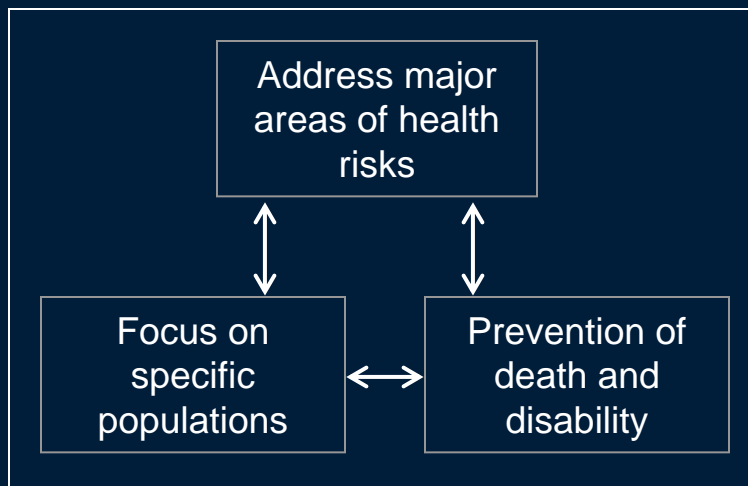 Address major
areas of health
risks
Focus on
specific
populations
Prevention of
death and
disability